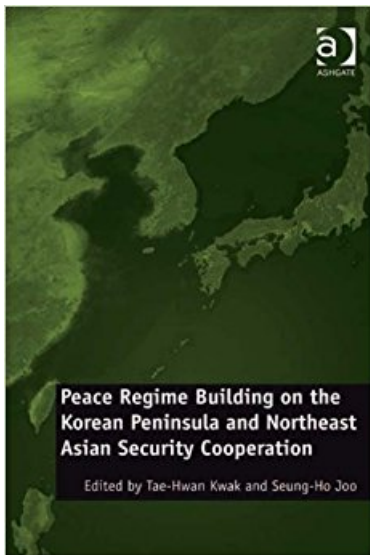 a
ASHGATE
Peace Regime Building on the
Korean Peninsula and Northeast
Asian Security Cooperation
Edited by Tae-Hwan Kwak and Seung-Ho Joo